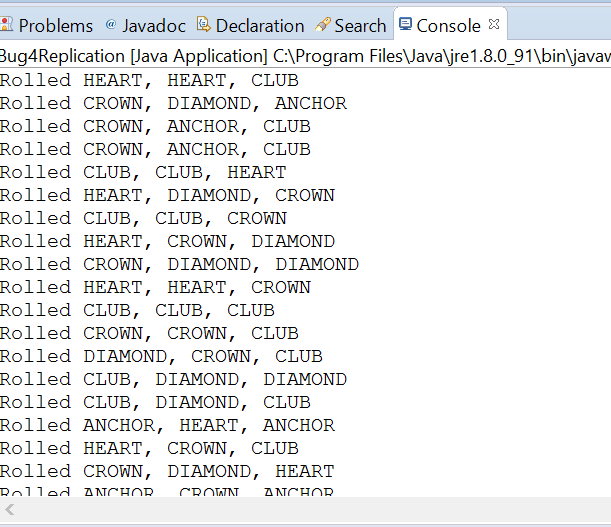 Problems @ Javadoc Declaration Search Console
Bug4Replication [Java Application] C:\Program Files\Java\jre1.8.0_91\bin\javaw
Rolled HEART, HEART, CLUB
Rolled CROWN, DIAMOND, ANCHOR
Rolled CROWN, ANCHOR, CLUB
Rolled CROWN, ANCHOR, CLUB
Rolled CLUB, CLUB, HEART
Rolled HEART, DIAMOND, CROWN
Rolled CLUB, CLUB, CROWN
Rolled HEART, CROWN, DIAMOND
Rolled CROWN, DIAMOND, DIAMOND
Rolled HEART, HEART, CROWN
Rolled CLUB, CLUB, CLUB
Rolled CROWN, CROWN, CLUB
Rolled DIAMOND, CROWN, CLUB
Rolled CLUB, DIAMOND, DIAMOND
Rolled CLUB, DIAMOND, CLUB
Rolled ANCHOR, HEART, ANCHOR
Rolled HEART, CROWN, CLUB
Rolled CROWN, DIAMOND, HEART
Rolled ANCHOR, CROWN, ANCHOR